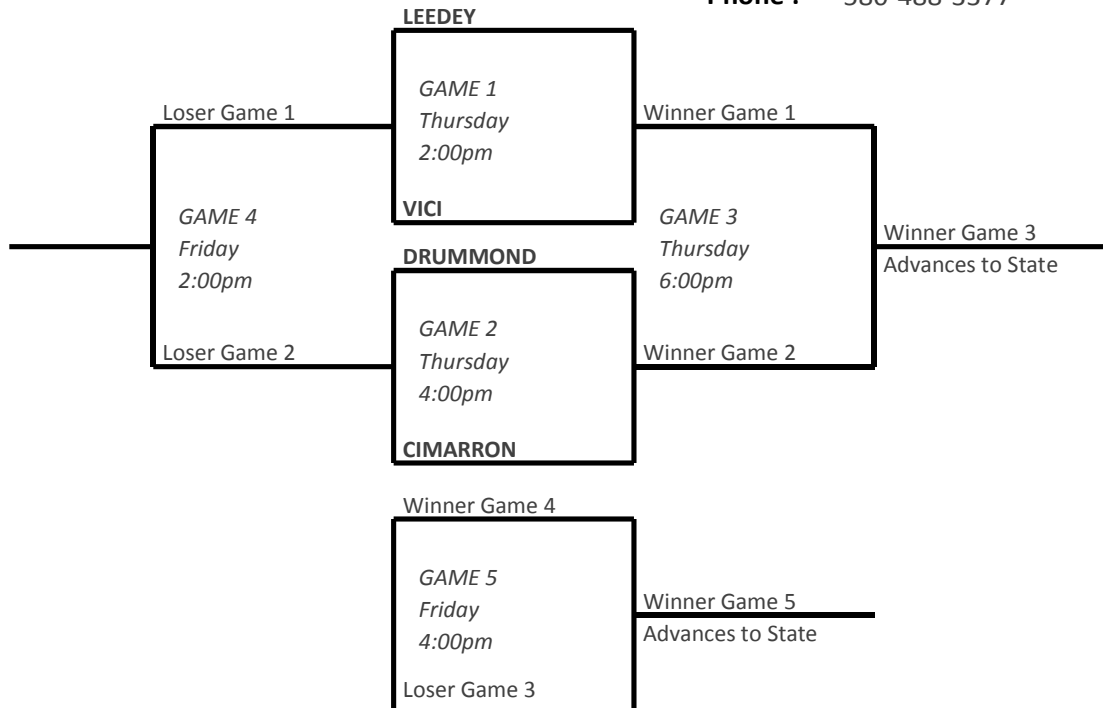 Phone : 580-488-3377
LEEDEY
GAME 1
Thursday
2:00pm
Loser Game 1
Winner Game 1
VICI
GAME 4
Friday
2:00pm
GAME 3
Thursday
6:00pm
Winner Game 3
Advances to State
DRUMMOND
GAME 2
Thursday
4:00pm
Loser Game 2
Winner Game 2
CIMARRON
Winner Game 4
GAME 5
Friday
4:00pm
Winner Game 5
Advances to State
Loser Game 3